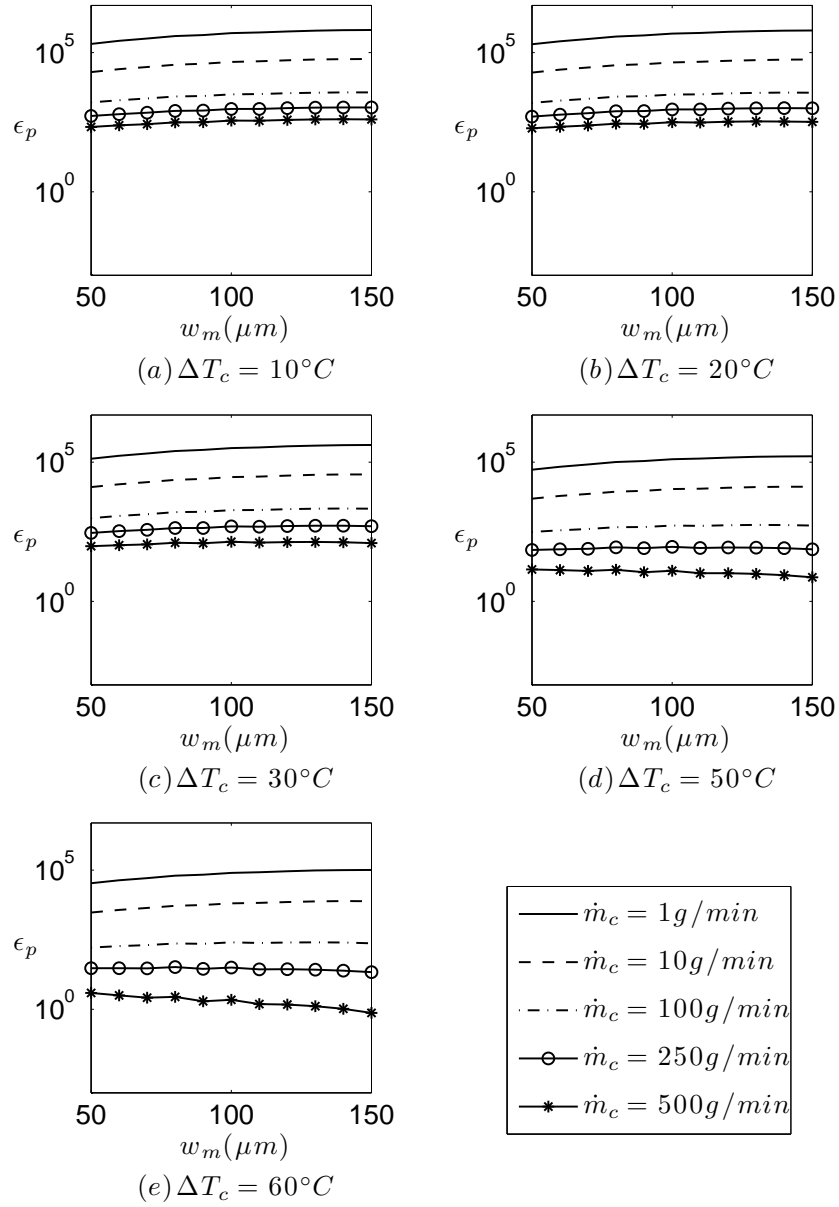 10^5
ϵ_p
10^0
50 100 150
w_m(μm)
(a) ΔT_c = 10°C
10^5
ϵ_p
10^0
50 100 150
w_m(μm)
(b) ΔT_c = 20°C
10^5
ϵ_p
10^0
50 100 150
w_m(μm)
(c) ΔT_c = 30°C
10^5
ϵ_p
10^0
50 100 150
w_m(μm)
(d) ΔT_c = 50°C
10^5
ϵ_p
10^0
50 100 150
w_m(μm)
(e) ΔT_c = 60°C
ṁ_c = 1g/min
ṁ_c = 10g/min
ṁ_c = 100g/min
ṁ_c = 250g/min
ṁ_c = 500g/min